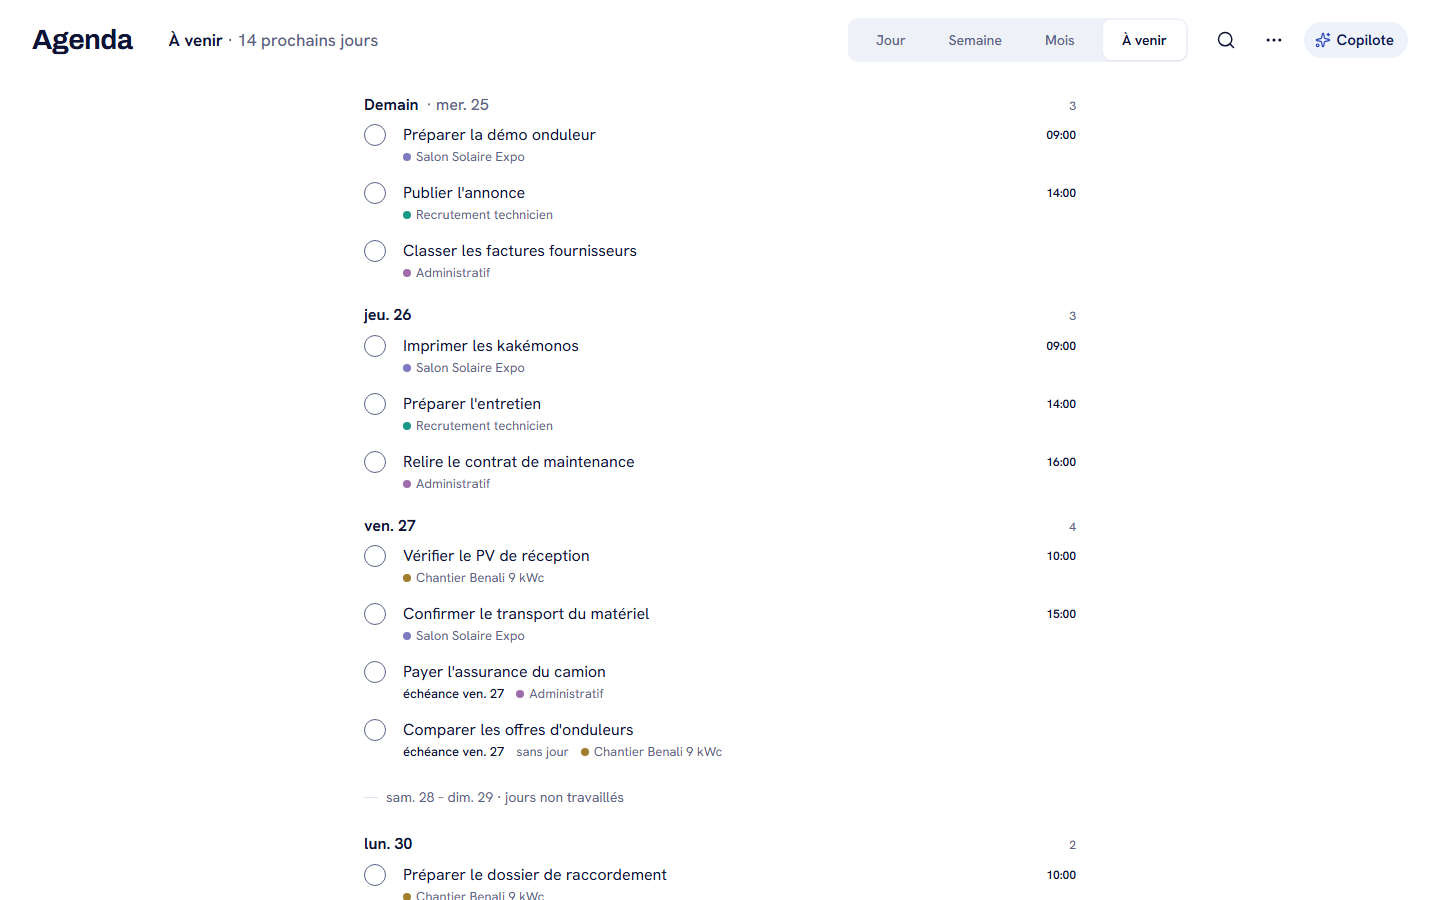 Agenda
À venir · 14 prochains jours
Jour
Semaine
Mois
À venir
Copilote
Demain · mer. 25
3
Préparer la démo onduleur
09:00
Salon Solaire Expo
Publier l'annonce
14:00
Recrutement technicien
Classer les factures fournisseurs
Administratif
jeu. 26
3
Imprimer les kakémonos
09:00
Salon Solaire Expo
Préparer l'entretien
14:00
Recrutement technicien
Relire le contrat de maintenance
16:00
Administratif
ven. 27
4
Vérifier le PV de réception
10:00
Chantier Benali 9 kWc
Confirmer le transport du matériel
15:00
Salon Solaire Expo
Payer l'assurance du camion
échéance ven. 27 Administratif
Comparer les offres d'onduleurs
échéance ven. 27 sans jour Chantier Benali 9 kWc
sam. 28 – dim. 29 · jours non travaillés
lun. 30
2
Préparer le dossier de raccordement
10:00
Chantier Benali 9 kWc